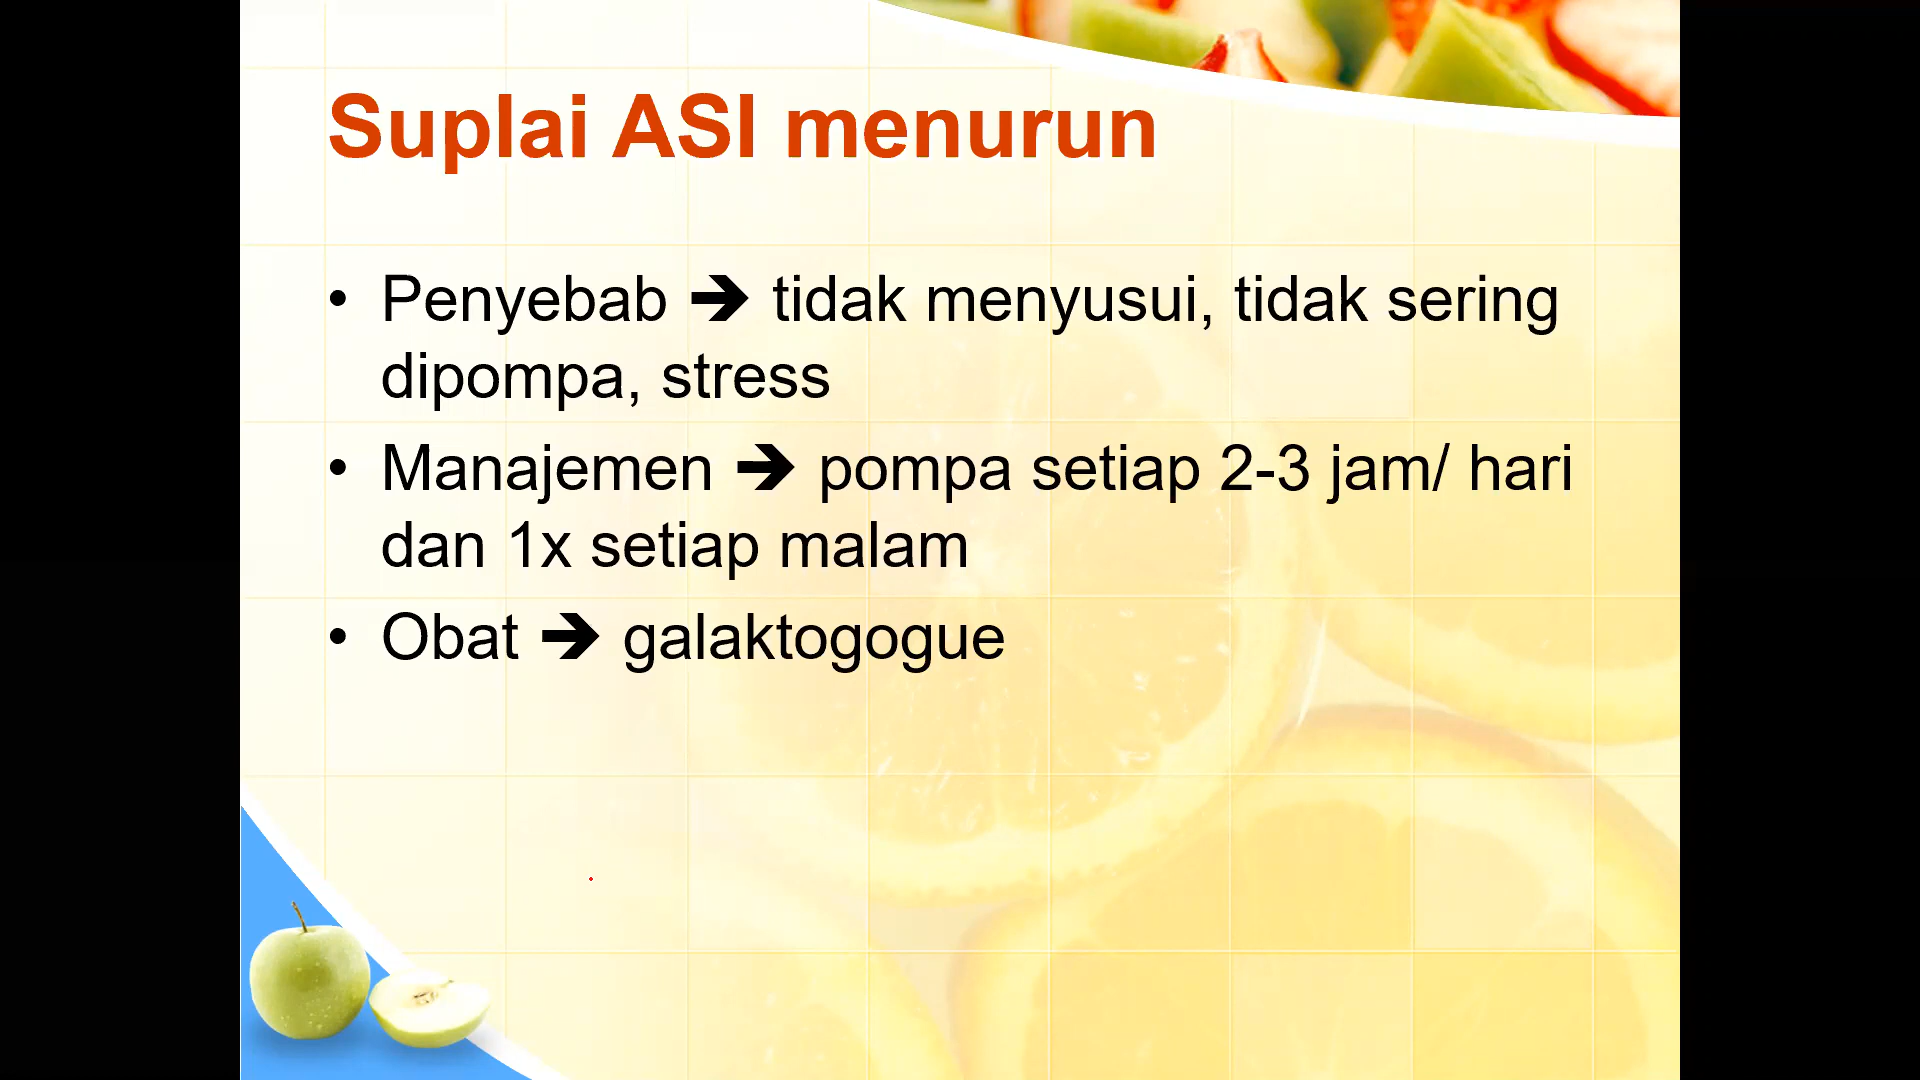 Suplai ASI menurun
• Penyebab ➔ tidak menyusui, tidak sering
dipompa, stress
• Manajemen ➔ pompa setiap 2-3 jam/ hari
dan 1x setiap malam
• Obat ➔ galaktogogue